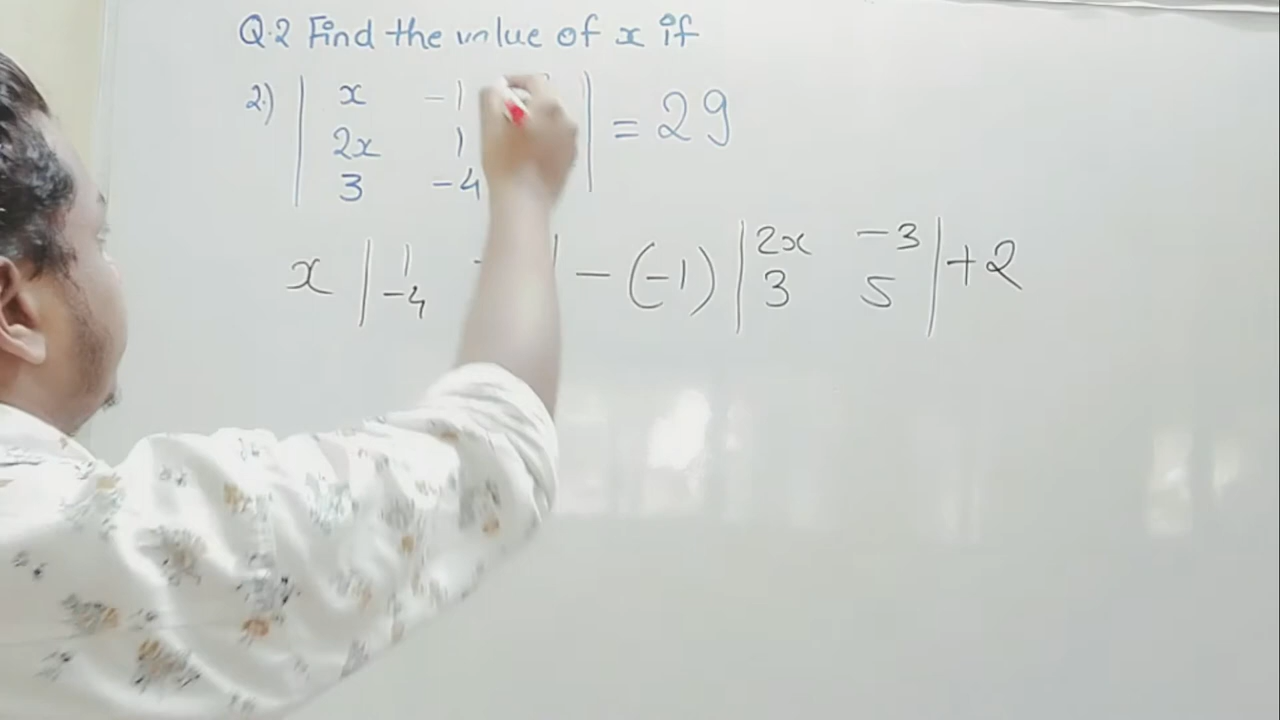 Q.2 Find the value of x if
2.) | x -1 | = 29
2x 1
3 -4
x | 1 - | - (-1) | 2x -3 | + 2
-4 3 5